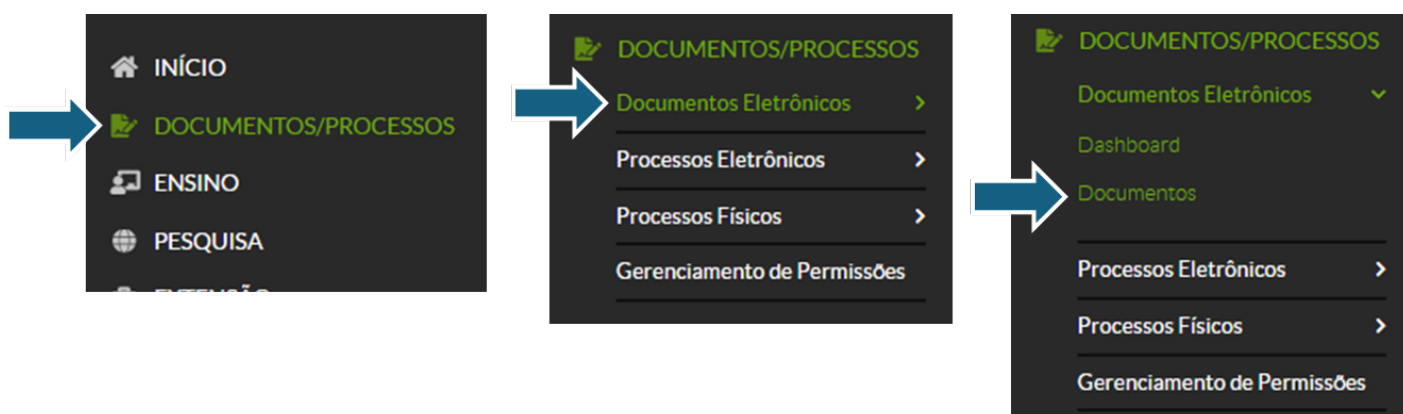 INÍCIO
DOCUMENTOS/PROCESSOS
ENSINO
PESQUISA
DOCUMENTOS/PROCESSOS
Documentos Eletrônicos
Processos Eletrônicos
Processos Físicos
Gerenciamento de Permissões
DOCUMENTOS/PROCESSOS
Documentos Eletrônicos
Dashboard
Documentos
Processos Eletrônicos
Processos Físicos
Gerenciamento de Permissões